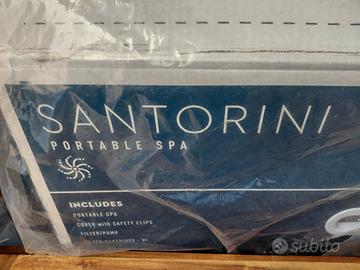 SANTORINI
PORTABLE SPA
INCLUDES
PORTABLE SPA
COVER with SAFETY CLIPS
FILTER/PUMP
subito